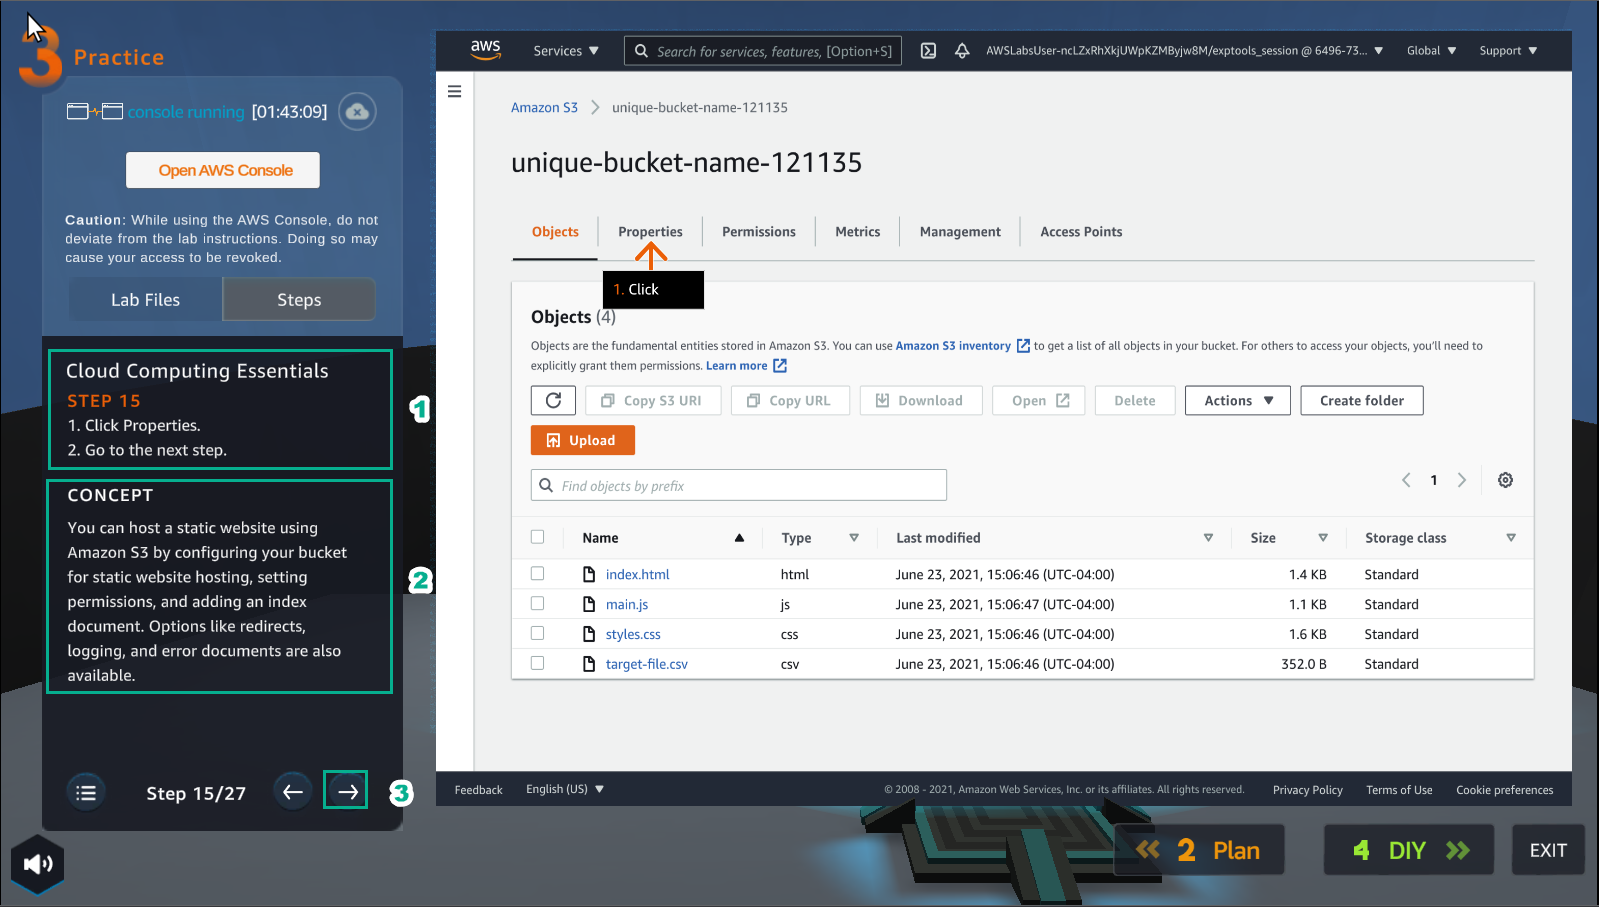 3 Practice
console running [01:43:09]
Open AWS Console
Caution: While using the AWS Console, do not
deviate from the lab instructions. Doing so may
cause your access to be revoked.
Lab Files
Steps
Cloud Computing Essentials
STEP 15
1. Click Properties.
2. Go to the next step.
1
CONCEPT
You can host a static website using
Amazon S3 by configuring your bucket
for static website hosting, setting
permissions, and adding an index
document. Options like redirects,
logging, and error documents are also
available.
2
Step 15/27
3
aws
Services ▼
Search for services, features, [Option+S]
AWSLabsUser-ncLZxRhXkjUWpKZMByjw8M/exptools_session @ 6496-73... ▼
Global ▼
Support ▼
Amazon S3 > unique-bucket-name-121135
unique-bucket-name-121135
Objects
Properties
Permissions
Metrics
Management
Access Points
1. Click
Objects (4)
Objects are the fundamental entities stored in Amazon S3. You can use Amazon S3 inventory to get a list of all objects in your bucket. For others to access your objects, you'll need to
explicitly grant them permissions. Learn more
Copy S3 URI
Copy URL
Download
Open
Delete
Actions ▼
Create folder
Upload
Find objects by prefix
< 1 >
Name ▲ Type Last modified Size Storage class
index.html html June 23, 2021, 15:06:46 (UTC-04:00) 1.4 KB Standard
main.js js June 23, 2021, 15:06:47 (UTC-04:00) 1.1 KB Standard
styles.css css June 23, 2021, 15:06:46 (UTC-04:00) 1.6 KB Standard
target-file.csv csv June 23, 2021, 15:06:46 (UTC-04:00) 352.0 B Standard
Feedback English (US) ▼ © 2008 - 2021, Amazon Web Services, Inc. or its affiliates. All rights reserved. Privacy Policy Terms of Use Cookie preferences
« 2 Plan
4 DIY »
EXIT